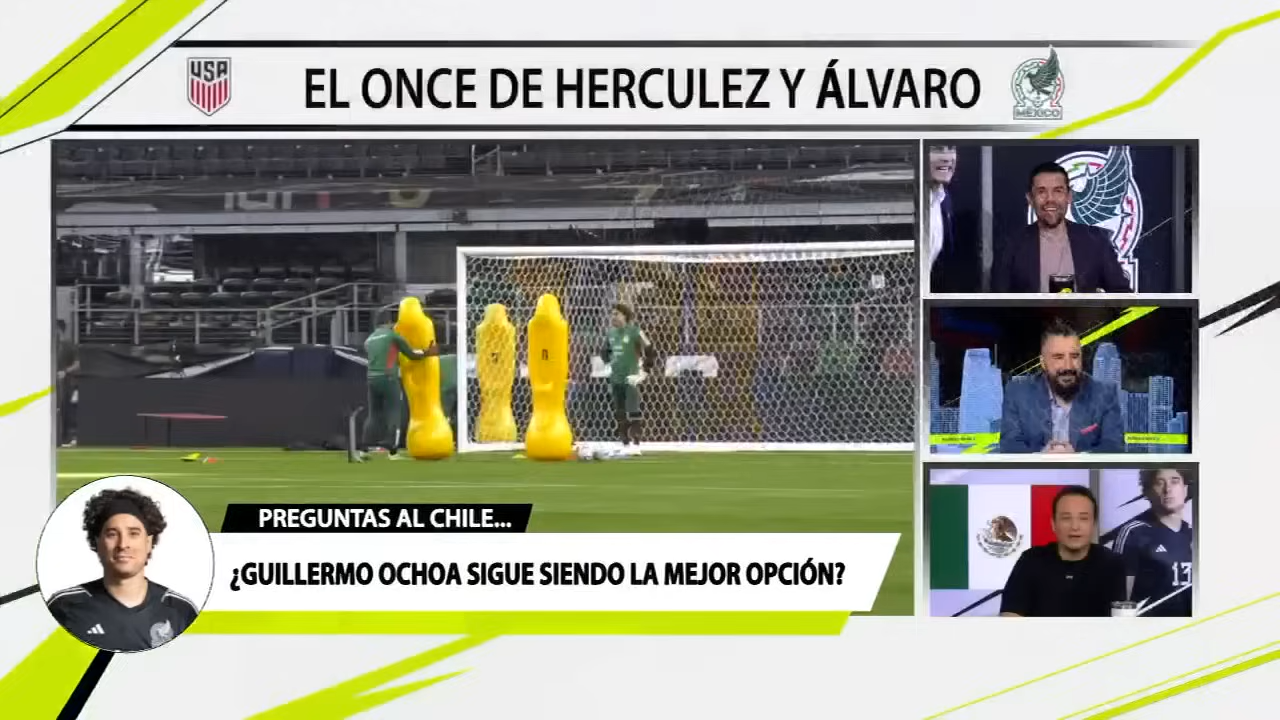 USA
EL ONCE DE HERCULEZ Y ÁLVARO
MÉXICO
PREGUNTAS AL CHILE...
¿GUILLERMO OCHOA SIGUE SIENDO LA MEJOR OPCIÓN?
13